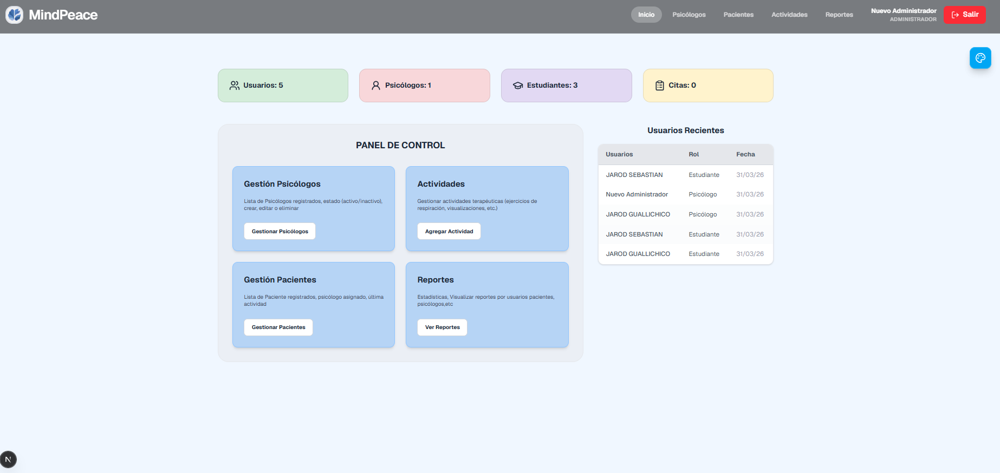 MindPeace
Inicio
Psicólogos
Pacientes
Actividades
Reportes
Nuevo Administrador
ADMINISTRADOR
Salir
Usuarios: 5
Psicólogos: 1
Estudiantes: 3
Citas: 0
PANEL DE CONTROL
Gestión Psicólogos
Lista de Psicólogos registrados, estado (activo/inactivo),
crear, editar o eliminar
Gestionar Psicólogos
Actividades
Gestionar actividades terapéuticas (ejercicios de
respiración, visualizaciones, etc.)
Agregar Actividad
Gestión Pacientes
Lista de Paciente registrados, psicólogo asignado, última
actividad
Gestionar Pacientes
Reportes
Estadísticas, Visualizar reportes por usuarios pacientes,
psicólogos,etc
Ver Reportes
Usuarios Recientes
Usuarios Rol Fecha
JAROD SEBASTIAN Estudiante 31/03/26
Nuevo Administrador Psicólogo 31/03/26
JAROD GUALLICHICO Psicólogo 31/03/26
JAROD SEBASTIAN Estudiante 31/03/26
JAROD GUALLICHICO Estudiante 31/03/26
N